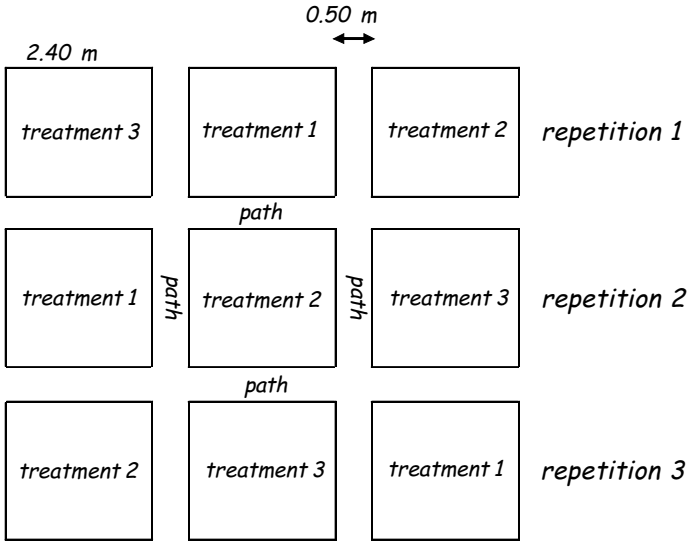 0.50 m
2.40 m
treatment 3
treatment 1
treatment 2
repetition 1
path
treatment 1
path
treatment 2
path
treatment 3
repetition 2
path
treatment 2
treatment 3
treatment 1
repetition 3